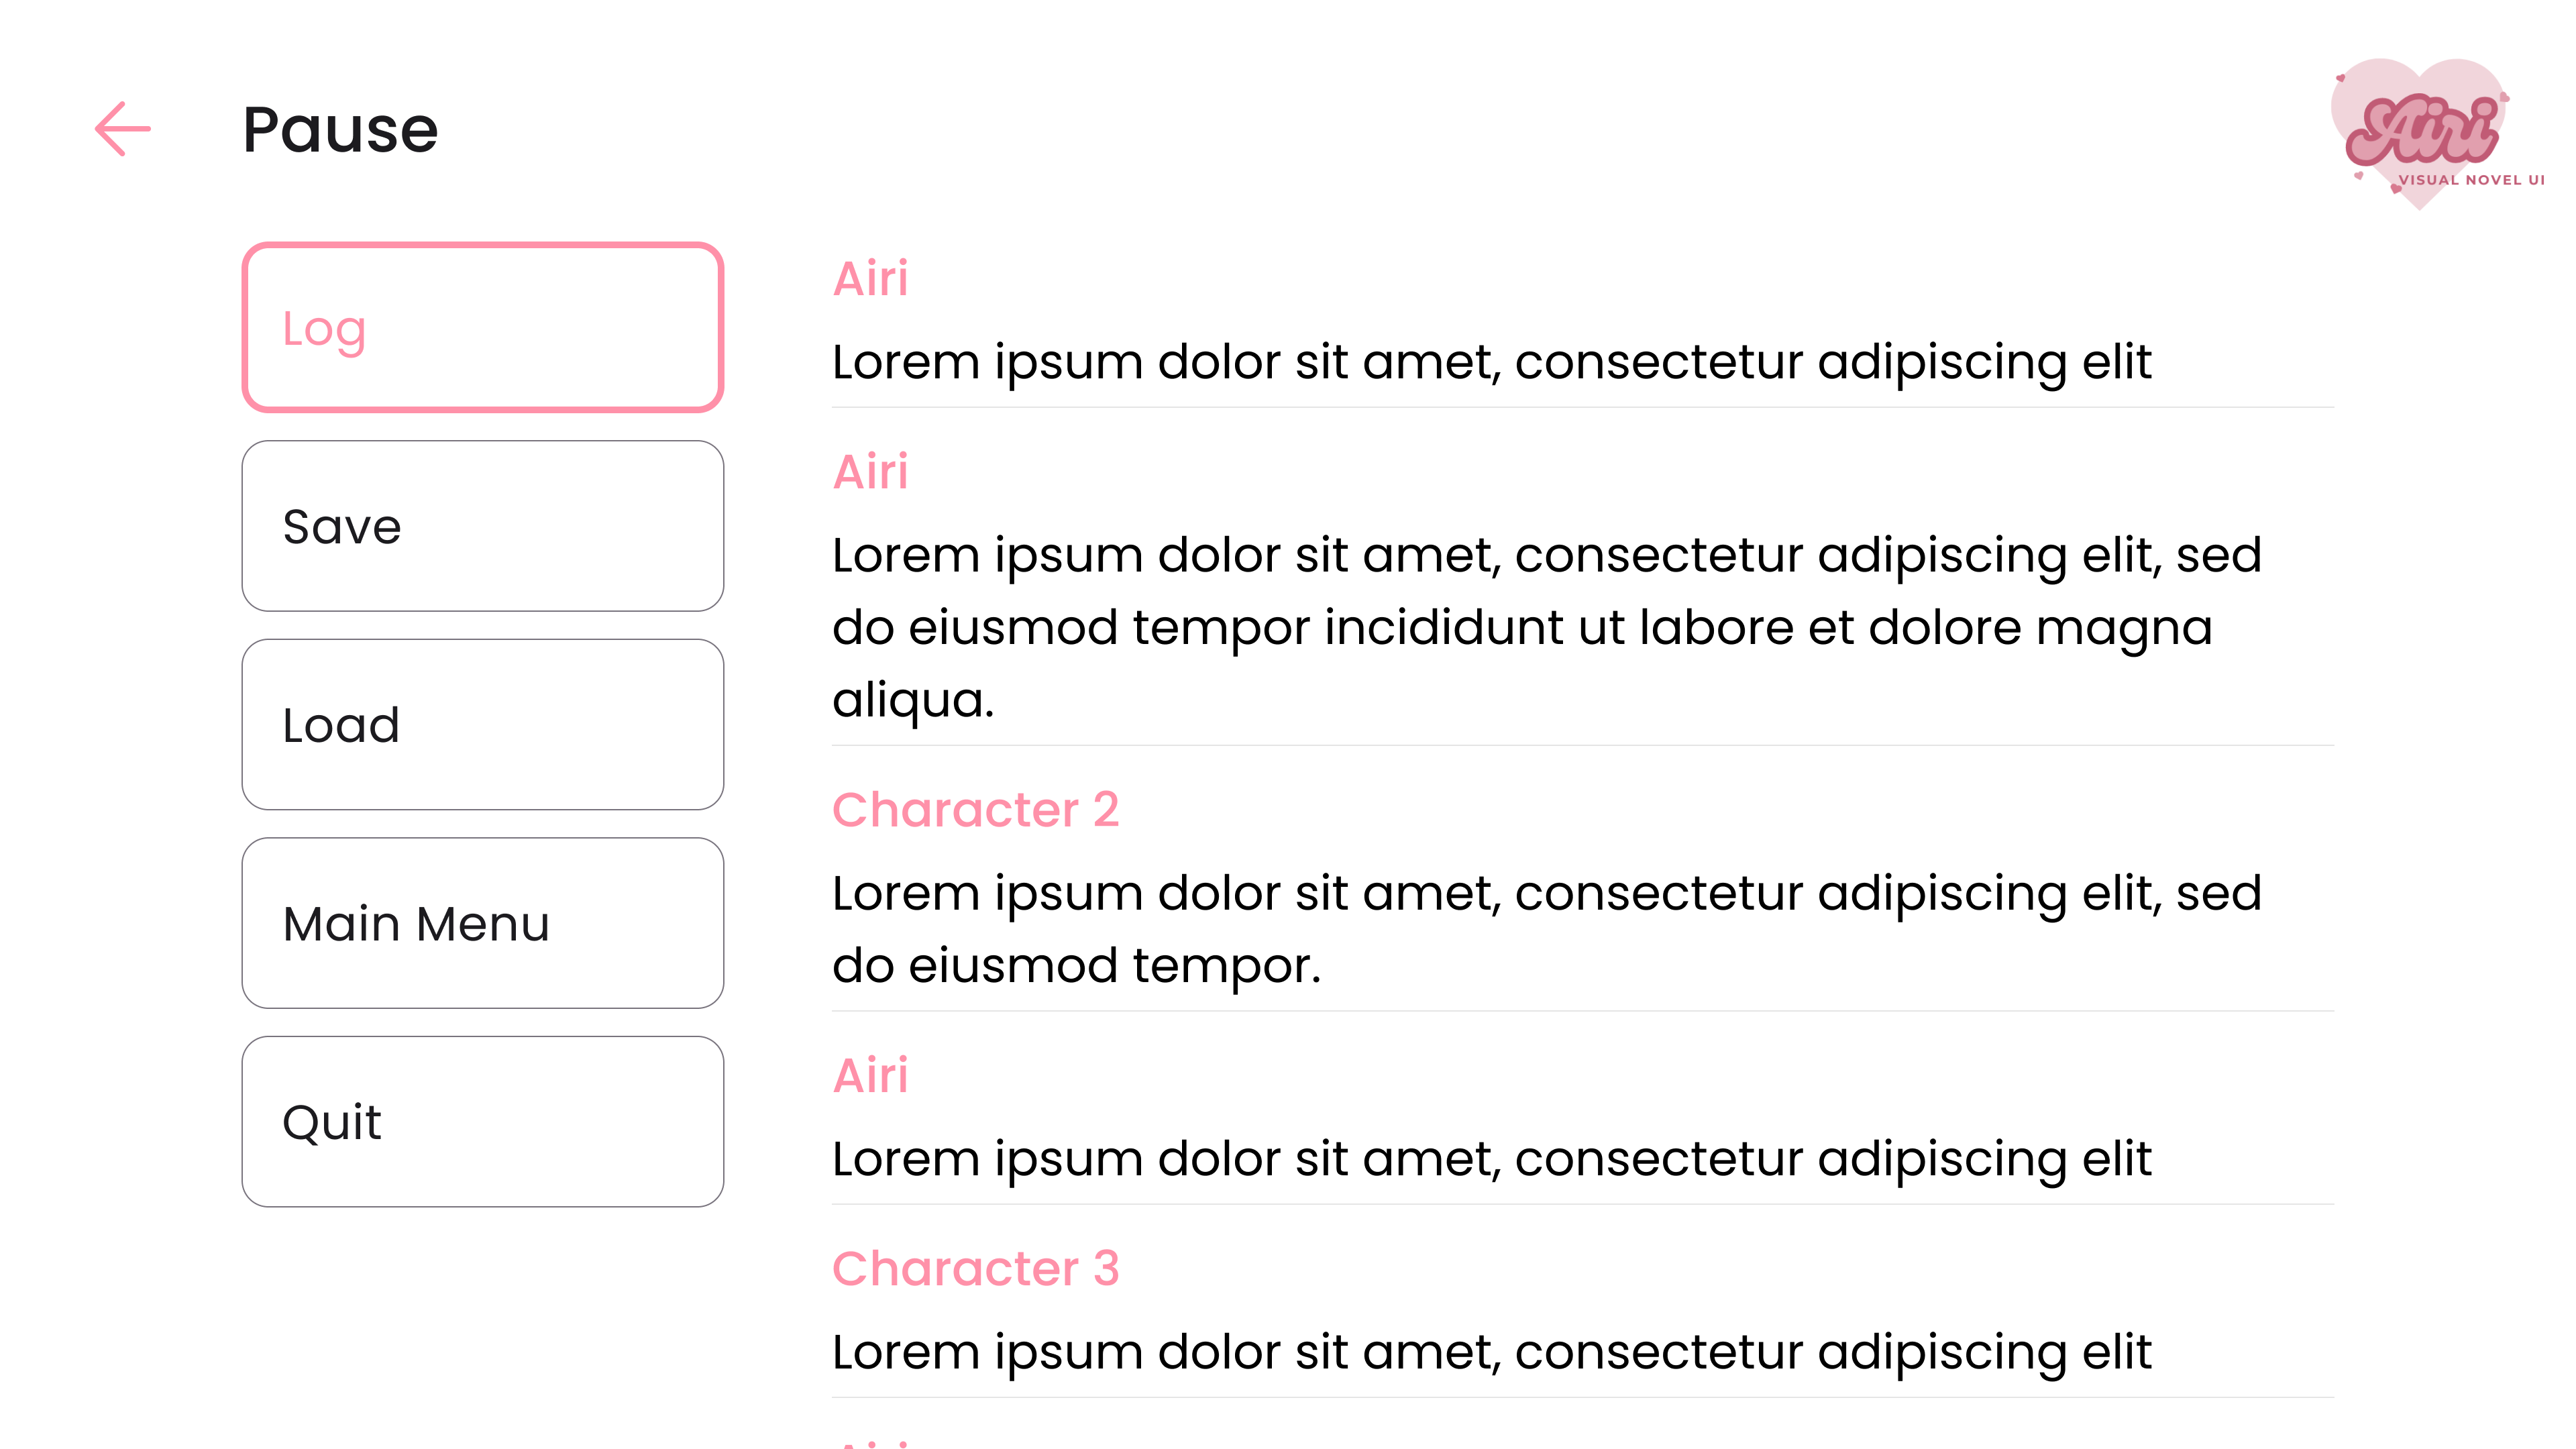 Pause
Airi
VISUAL NOVEL UI
Log
Save
Load
Main Menu
Quit
Airi
Lorem ipsum dolor sit amet, consectetur adipiscing elit
Airi
Lorem ipsum dolor sit amet, consectetur adipiscing elit, sed
do eiusmod tempor incididunt ut labore et dolore magna
aliqua.
Character 2
Lorem ipsum dolor sit amet, consectetur adipiscing elit, sed
do eiusmod tempor.
Airi
Lorem ipsum dolor sit amet, consectetur adipiscing elit
Character 3
Lorem ipsum dolor sit amet, consectetur adipiscing elit